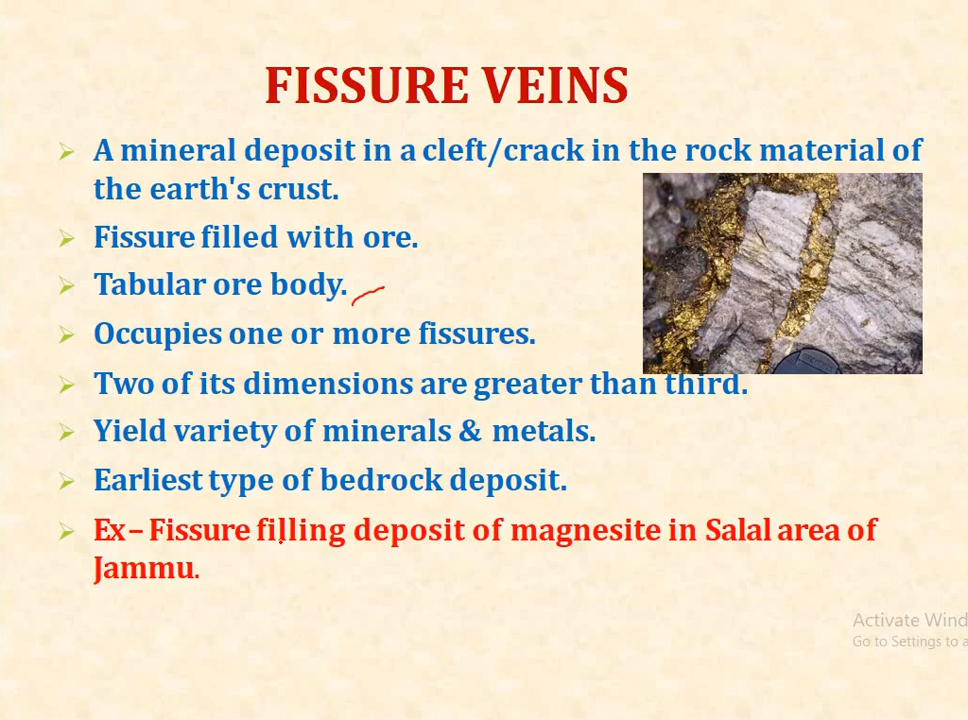 FISSURE VEINS
A mineral deposit in a cleft/crack in the rock material of
the earth's crust.
Fissure filled with ore.
Tabular ore body.
Occupies one or more fissures.
Two of its dimensions are greater than third.
Yield variety of minerals & metals.
Earliest type of bedrock deposit.
Ex– Fissure filling deposit of magnesite in Salal area of
Jammu.
Activate Wind
Go to Settings to a